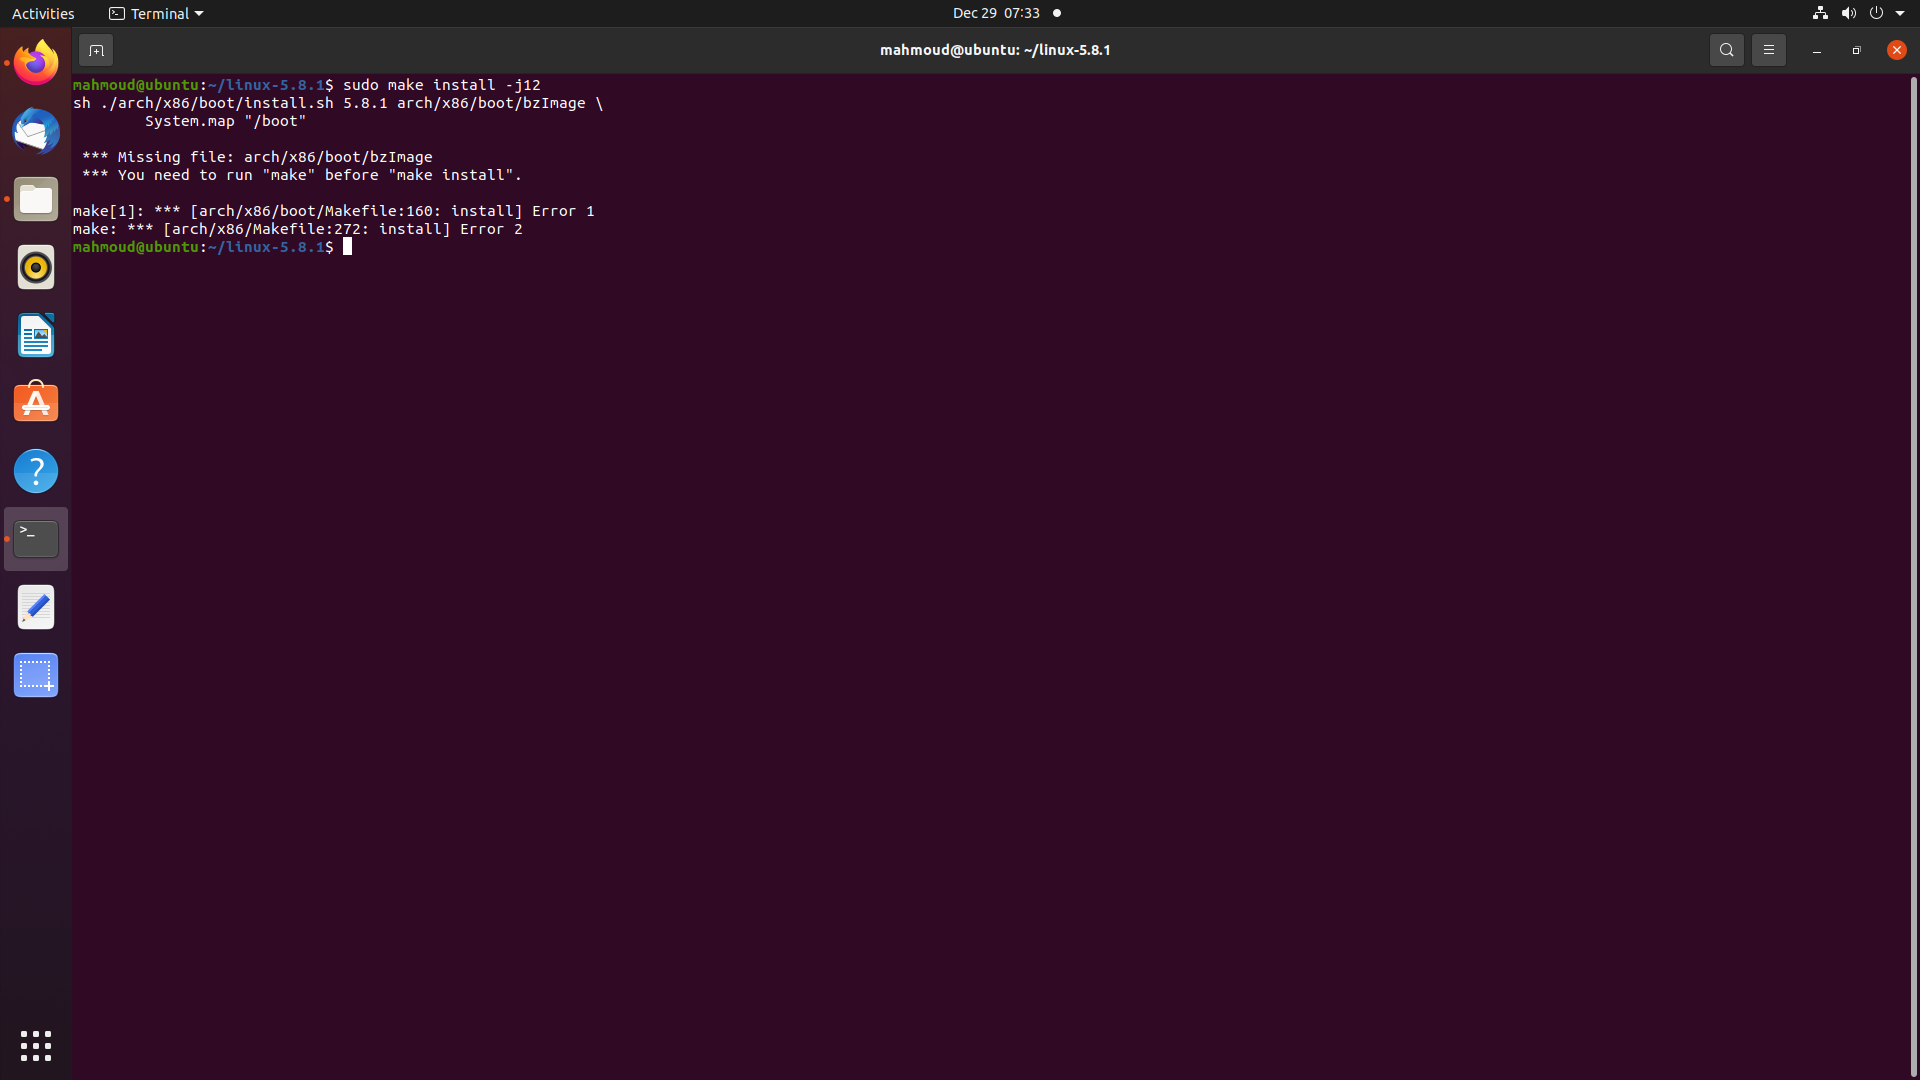 Activities
Terminal
Dec 29 07:33
mahmoud@ubuntu: ~/linux-5.8.1
mahmoud@ubuntu:~/linux-5.8.1$ sudo make install -j12
sh ./arch/x86/boot/install.sh 5.8.1 arch/x86/boot/bzImage \
        System.map "/boot"
 *** Missing file: arch/x86/boot/bzImage
 *** You need to run "make" before "make install".
make[1]: *** [arch/x86/boot/Makefile:160: install] Error 1
make: *** [arch/x86/Makefile:272: install] Error 2
mahmoud@ubuntu:~/linux-5.8.1$